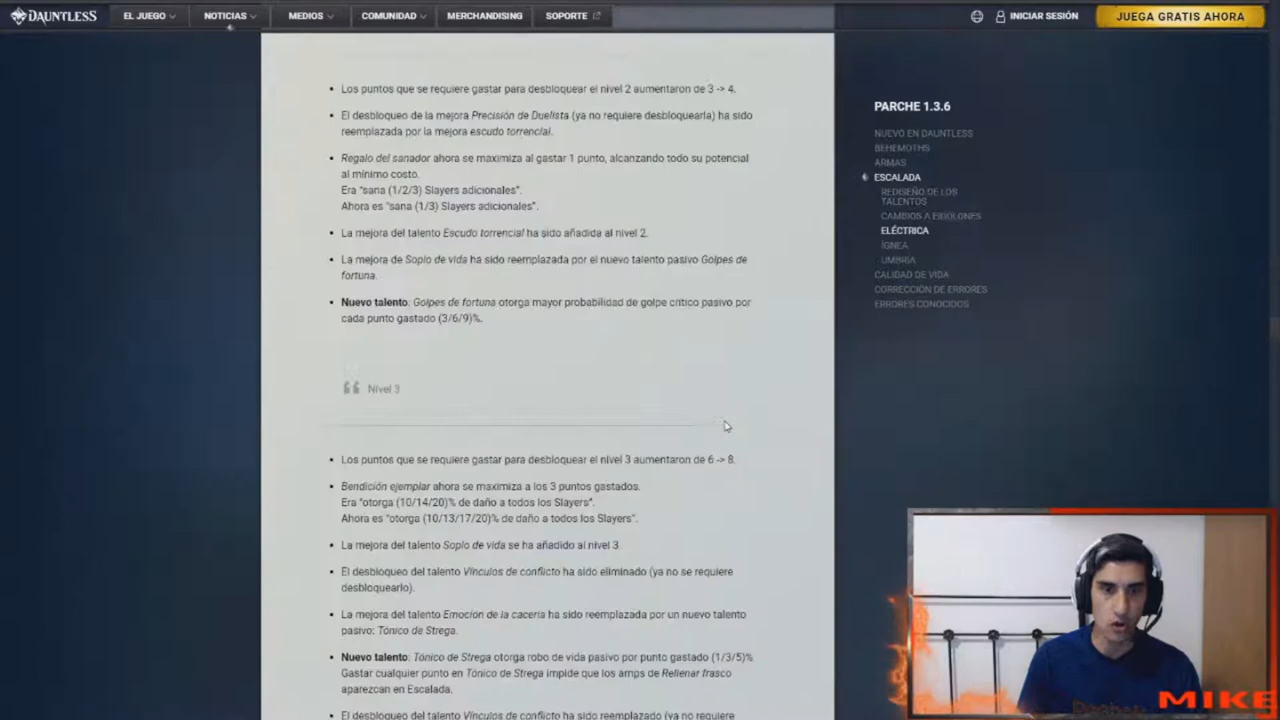 DAUNTLESS
EL JUEGO
NOTICIAS
MEDIOS
COMUNIDAD
MERCHANDISING
SOPORTE
INICIAR SESIÓN
JUEGA GRATIS AHORA
Los puntos que se requiere gastar para desbloquear el nivel 2 aumentaron de 3 -> 4.
El desbloqueo de la mejora Precisión de Duelista (ya no requiere desbloquearla) ha sido
reemplazada por la mejora escudo torrencial.
Regalo del sanador ahora se maximiza al gastar 1 punto, alcanzando todo su potencial
al mínimo costo.
Era "sana (1/2/3) Slayers adicionales".
Ahora es "sana (1/3) Slayers adicionales".
La mejora del talento Escudo torrencial ha sido añadida al nivel 2.
La mejora de Soplo de vida ha sido reemplazada por el nuevo talento pasivo Golpes de
fortuna.
Nuevo talento: Golpes de fortuna otorga mayor probabilidad de golpe crítico pasivo por
cada punto gastado (3/6/9)%.
Nivel 3
Los puntos que se requiere gastar para desbloquear el nivel 3 aumentaron de 6 -> 8.
Bendición ejemplar ahora se maximiza a los 3 puntos gastados.
Era "otorga (10/14/20)% de daño a todos los Slayers".
Ahora es "otorga (10/13/17/20)% de daño a todos los Slayers".
La mejora del talento Soplo de vida se ha añadido al nivel 3.
El desbloqueo del talento Vínculos de conflicto ha sido eliminado (ya no se requiere
desbloquearlo).
La mejora del talento Emoción de la cacería ha sido reemplazada por un nuevo talento
pasivo: Tónico de Strega.
Nuevo talento: Tónico de Strega otorga robo de vida pasivo por punto gastado (1/3/5)%
Gastar cualquier punto en Tónico de Strega impide que los amps de Rellenar frasco
aparezcan en Escalada.
El desbloqueo del talento Vínculos de conflicto ha sido reemplazado (ya no requiere
PARCHE 1.3.6
NUEVO EN DAUNTLESS
BEHEMOTHS
ARMAS
ESCALADA
REDISEÑO DE LOS
TALENTOS
CAMBIOS A ESLOLONES
ELÉCTRICA
ÍGNEA
UMBRÍA
CALIDAD DE VIDA
CORRECCIÓN DE ERRORES
ERRORES CONOCIDOS
MIKE